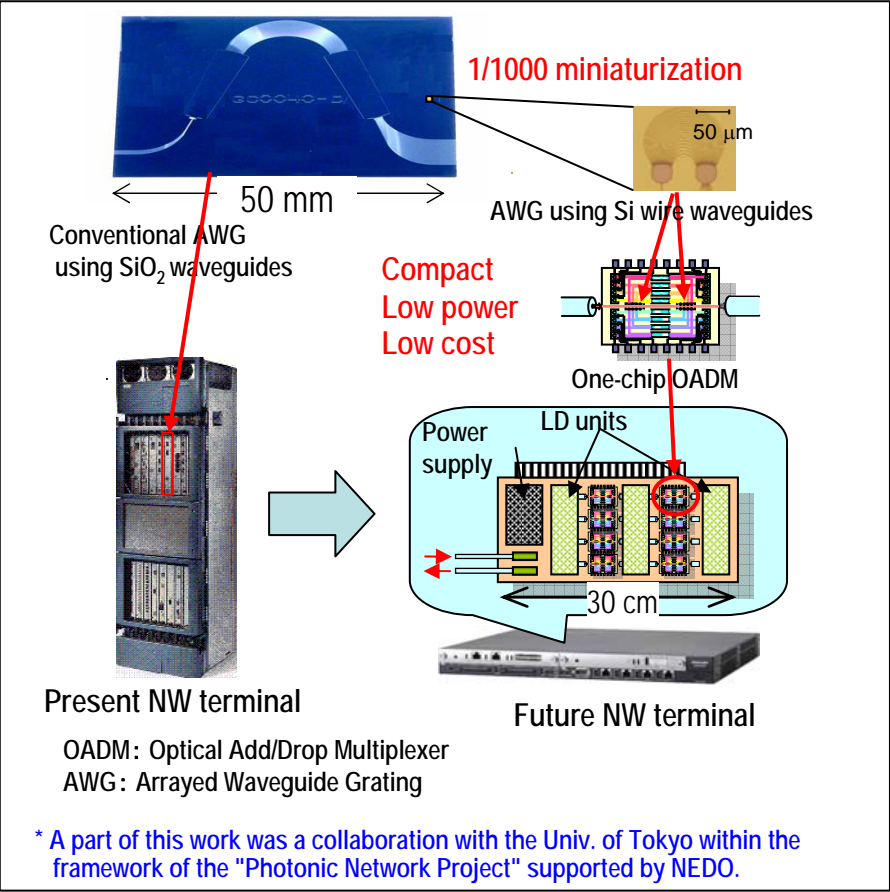 1/1000 miniaturization
50 μm
50 mm
AWG using Si wire waveguides
Conventional AWG
using SiO2 waveguides
Compact
Low power
Low cost
One-chip OADM
Power
supply
LD units
30 cm
Present NW terminal
Future NW terminal
OADM: Optical Add/Drop Multiplexer
AWG: Arrayed Waveguide Grating
* A part of this work was a collaboration with the Univ. of Tokyo within the
framework of the "Photonic Network Project" supported by NEDO.